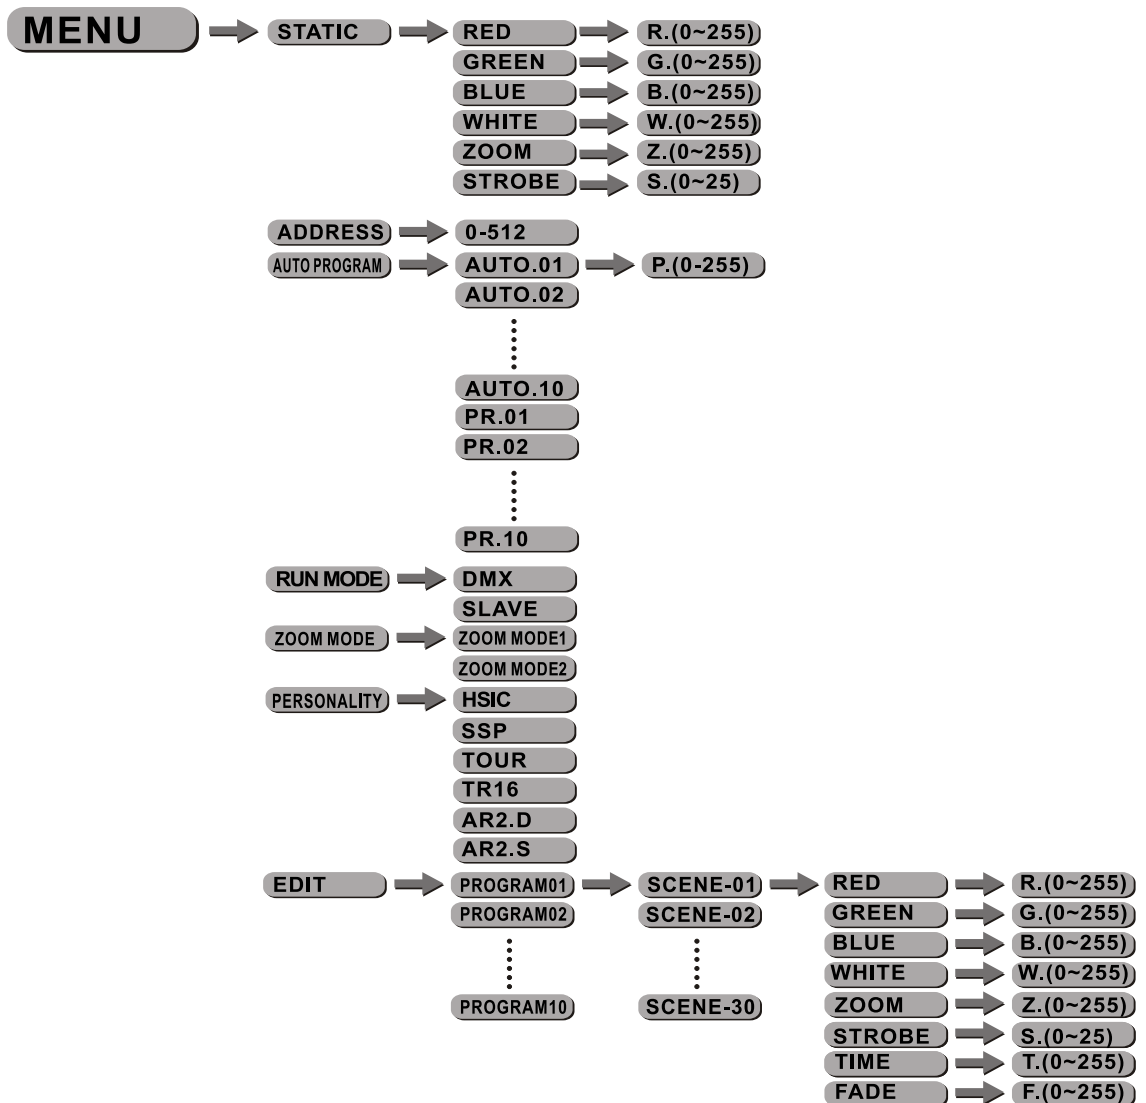 MENU STATIC RED R.(0~255)
GREEN G.(0~255)
BLUE B.(0~255)
WHITE W.(0~255)
ZOOM Z.(0~255)
STROBE S.(0~25)
ADDRESS 0-512
AUTO PROGRAM AUTO.01 P.(0-255)
AUTO.02
AUTO.10
PR.01
PR.02
PR.10
RUN MODE DMX
SLAVE
ZOOM MODE ZOOM MODE1
ZOOM MODE2
PERSONALITY HSIC
SSP
TOUR
TR16
AR2.D
AR2.S
EDIT PROGRAM01 SCENE-01 RED R.(0~255)
PROGRAM02 SCENE-02 GREEN G.(0~255)
BLUE B.(0~255)
WHITE W.(0~255)
PROGRAM10 SCENE-30 ZOOM Z.(0~255)
STROBE S.(0~25)
TIME T.(0~255)
FADE F.(0~255)